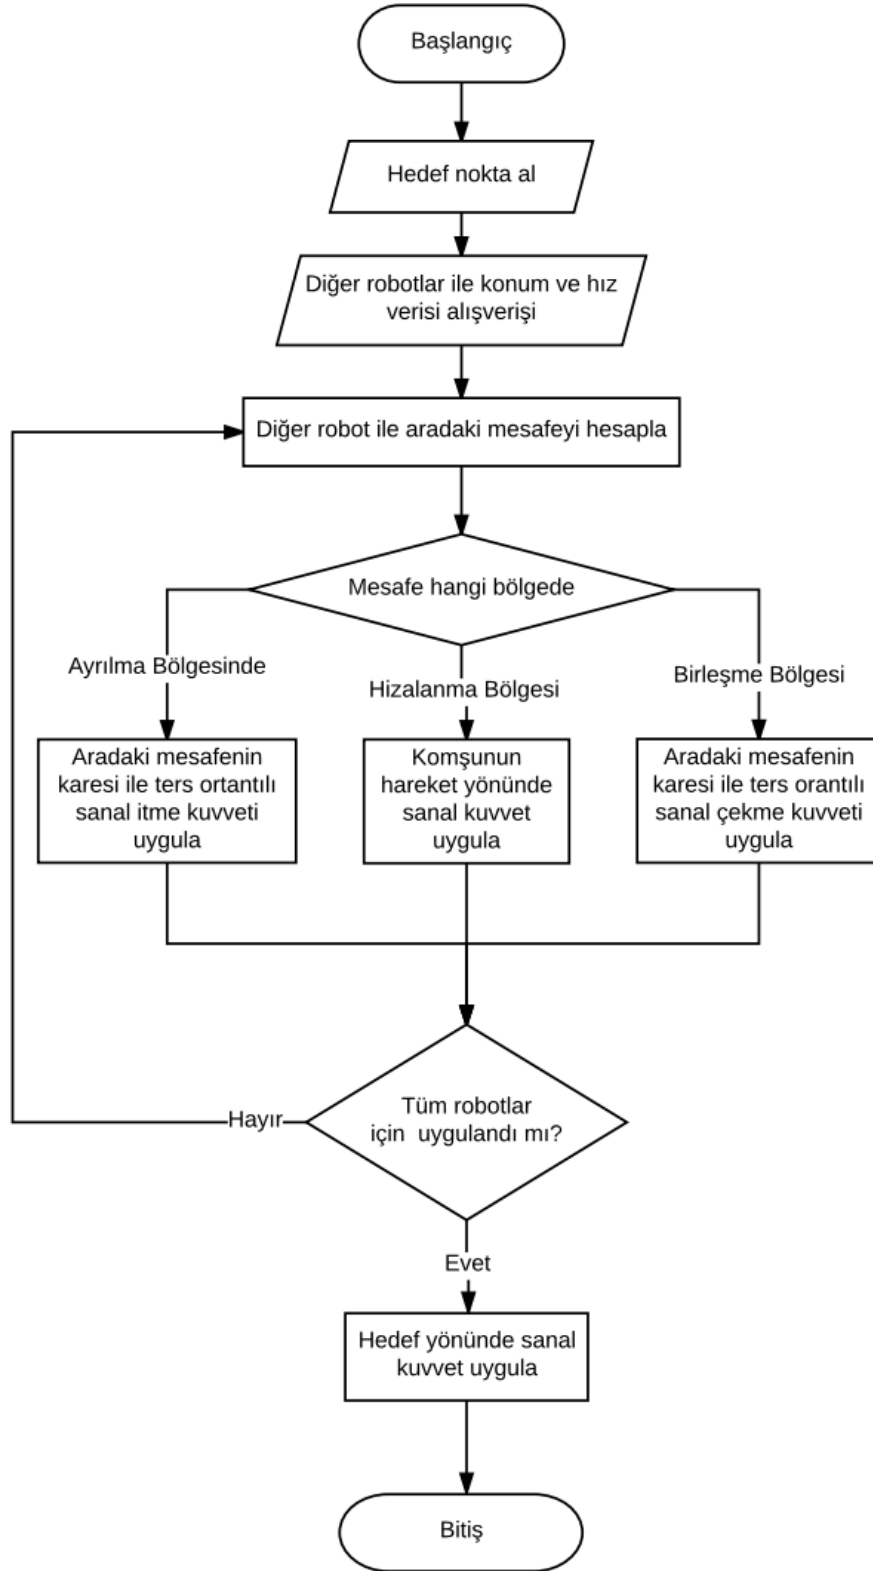 Başlangıç
Hedef nokta al
Diğer robotlar ile konum ve hız
verisi alışverişi
Diğer robot ile aradaki mesafeyi hesapla
Mesafe hangi bölgede
Ayrılma Bölgesinde
Hizalanma Bölgesi
Birleşme Bölgesi
Aradaki mesafenin
karesi ile ters ortantılı
sanal itme kuvveti
uygula
Komşunun
hareket yönünde
sanal kuvvet
uygula
Aradaki mesafenin
karesi ile ters orantılı
sanal çekme kuvveti
uygula
Tüm robotlar
için uygulandı mı?
Hayır
Evet
Hedef yönünde sanal
kuvvet uygula
Bitiş